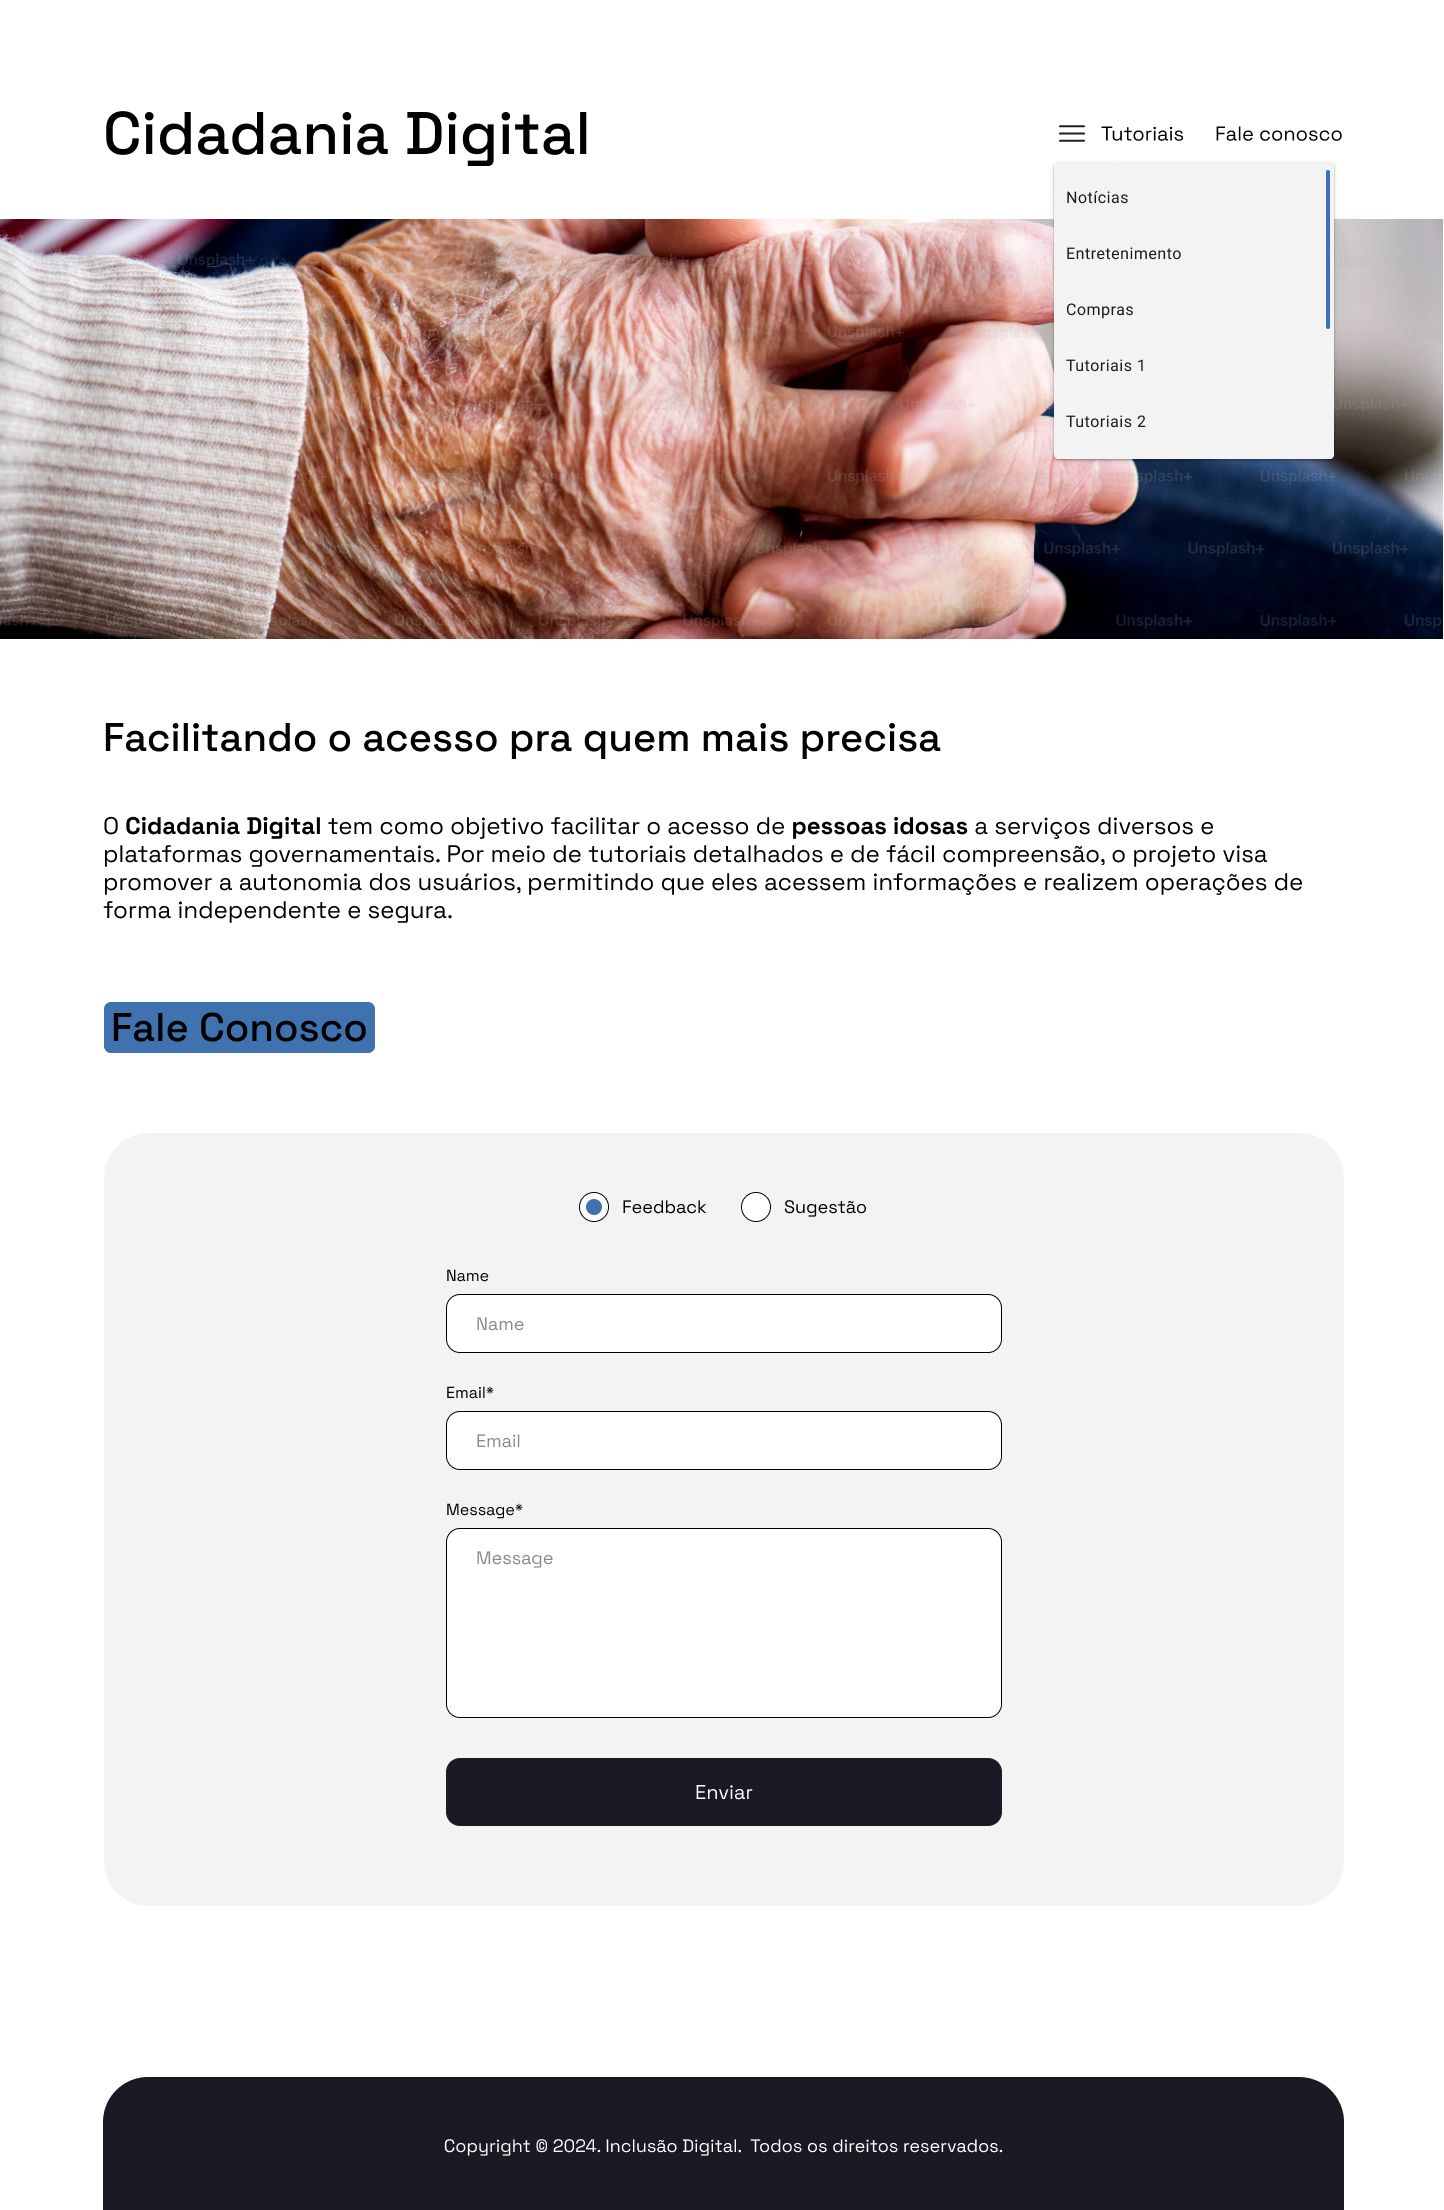 Cidadania Digital
Tutoriais
Fale conosco
Notícias
Entretenimento
Compras
Tutoriais 1
Tutoriais 2
Unsplash+
Unsplash+
Unsplash+
Unsplash+
Unsplash+
Unsplash+
Unsplash+
Unsplash+
Facilitando o acesso pra quem mais precisa
O Cidadania Digital tem como objetivo facilitar o acesso de pessoas idosas a serviços diversos e
plataformas governamentais. Por meio de tutoriais detalhados e de fácil compreensão, o projeto visa
promover a autonomia dos usuários, permitindo que eles acessem informações e realizem operações de
forma independente e segura.
Fale Conosco
Feedback
Sugestão
Name
Name
Email*
Email
Message*
Message
Enviar
Copyright © 2024. Inclusão Digital. Todos os direitos reservados.